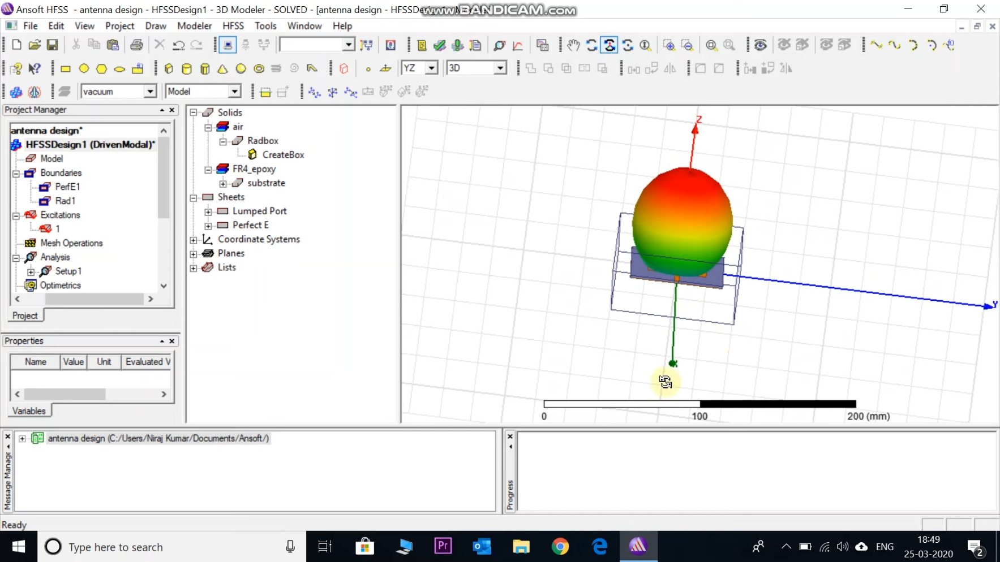 Ansoft HFSS - antenna design - HFSSDesign1 - 3D Modeler - SOLVED - [antenna design - HFSSDesign1 -
www.BANDICAM.com
File Edit View Project Draw Modeler HFSS Tools Window Help
YZ 3D
vacuum Model
Project Manager
antenna design*
HFSSDesign1 (DrivenModal)*
Model
Boundaries
PerfE1
Rad1
Excitations
1
Mesh Operations
Analysis
Setup1
Optimetrics
Project
Properties
Name Value Unit Evaluated V
Variables
Solids
air
Radbox
CreateBox
FR4_epoxy
substrate
Sheets
Lumped Port
Perfect E
Coordinate Systems
Planes
Lists
Z
Y
0 100 200 (mm)
Message Manage
antenna design (C:/Users/Niraj Kumar/Documents/Ansoft/)
Progress
Ready
Type here to search
Pr
ENG
18:49
25-03-2020
2